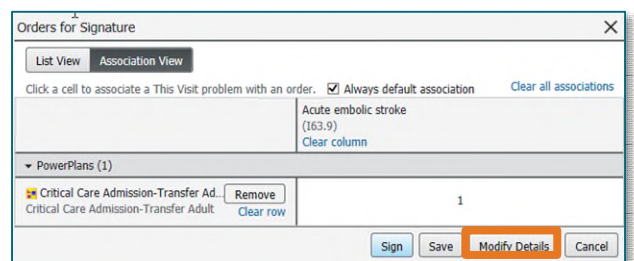 Orders for Signature
List View Association View
Click a cell to associate a This Visit problem with an order. Always default association Clear all associations
Acute embolic stroke
(I63.9)
Clear column
PowerPlans (1)
Critical Care Admission-Transfer Ad... Remove
Critical Care Admission-Transfer Adult Clear row
1
Sign Save Modify Details Cancel